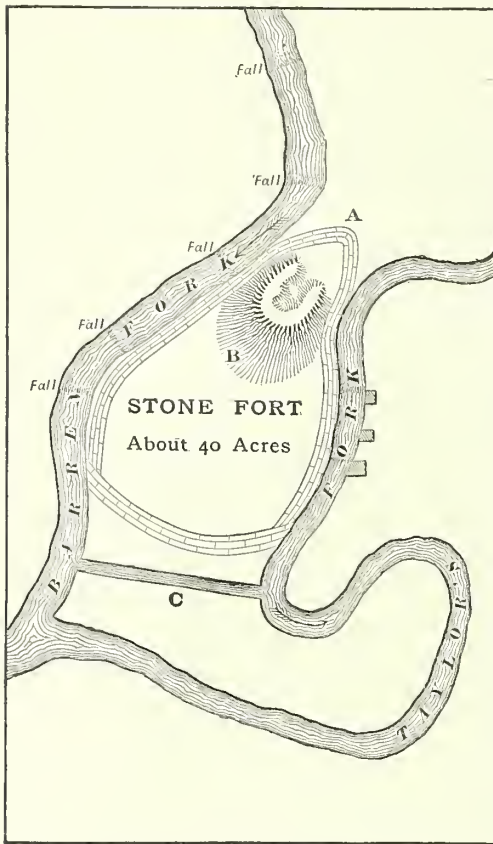 Fall
Fall
A
Fall
FORK
Fall
B
Fall
STONE FORT
About 40 Acres
FORK
BARREN
C
TAYLORS